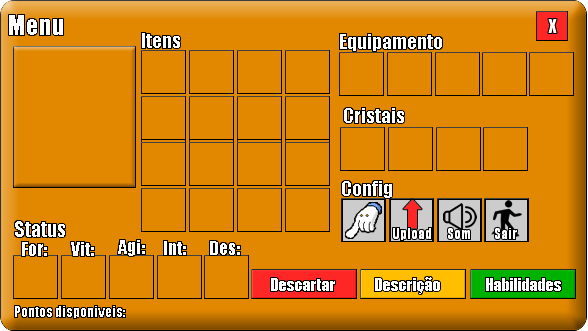 Menu
X
Itens
Equipamento
Cristais
Config
Upload
Som
Sair
Status
For:
Vit:
Agi:
Int:
Des:
Descartar
Descrição
Habilidades
Pontos disponiveis: